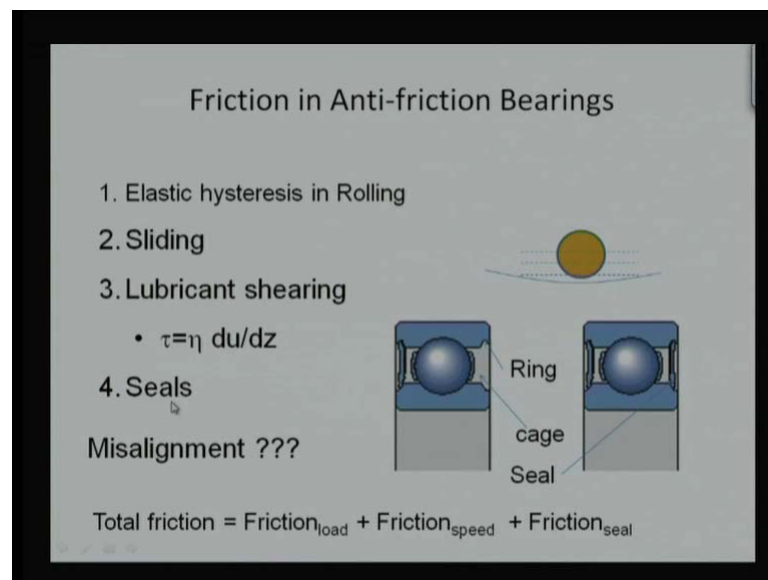 Friction in Anti-friction Bearings
1. Elastic hysteresis in Rolling
2. Sliding
3. Lubricant shearing
• τ=η du/dz
4. Seals
Misalignment ???
Ring
cage
Seal
Total friction = Friction_load + Friction_speed + Friction_seal